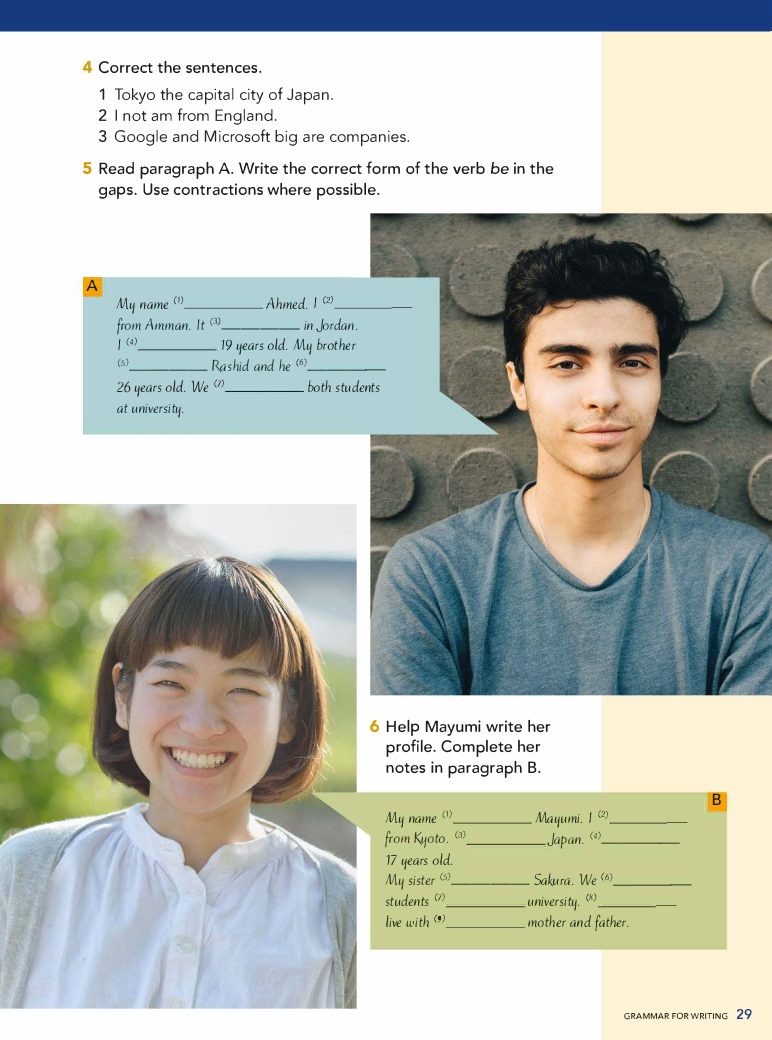 4 Correct the sentences.
1 Tokyo the capital city of Japan.
2 I not am from England.
3 Google and Microsoft big are companies.
5 Read paragraph A. Write the correct form of the verb be in the
gaps. Use contractions where possible.
A
My name (1)__________ Ahmed. I (2)__________
from Amman. It (3)__________ in Jordan.
I (4)__________ 19 years old. My brother
(5)__________ Rashid and he (6)__________
26 years old. We (7)__________ both students
at university.
6 Help Mayumi write her
profile. Complete her
notes in paragraph B.
B
My name (1)__________ Mayumi. I (2)__________
from Kyoto. (3)__________ Japan. (4)__________
17 years old.
My sister (5)__________ Sakura. We (6)__________
students (7)__________ university. (8)__________
live with (9)__________ mother and father.
GRAMMAR FOR WRITING 29